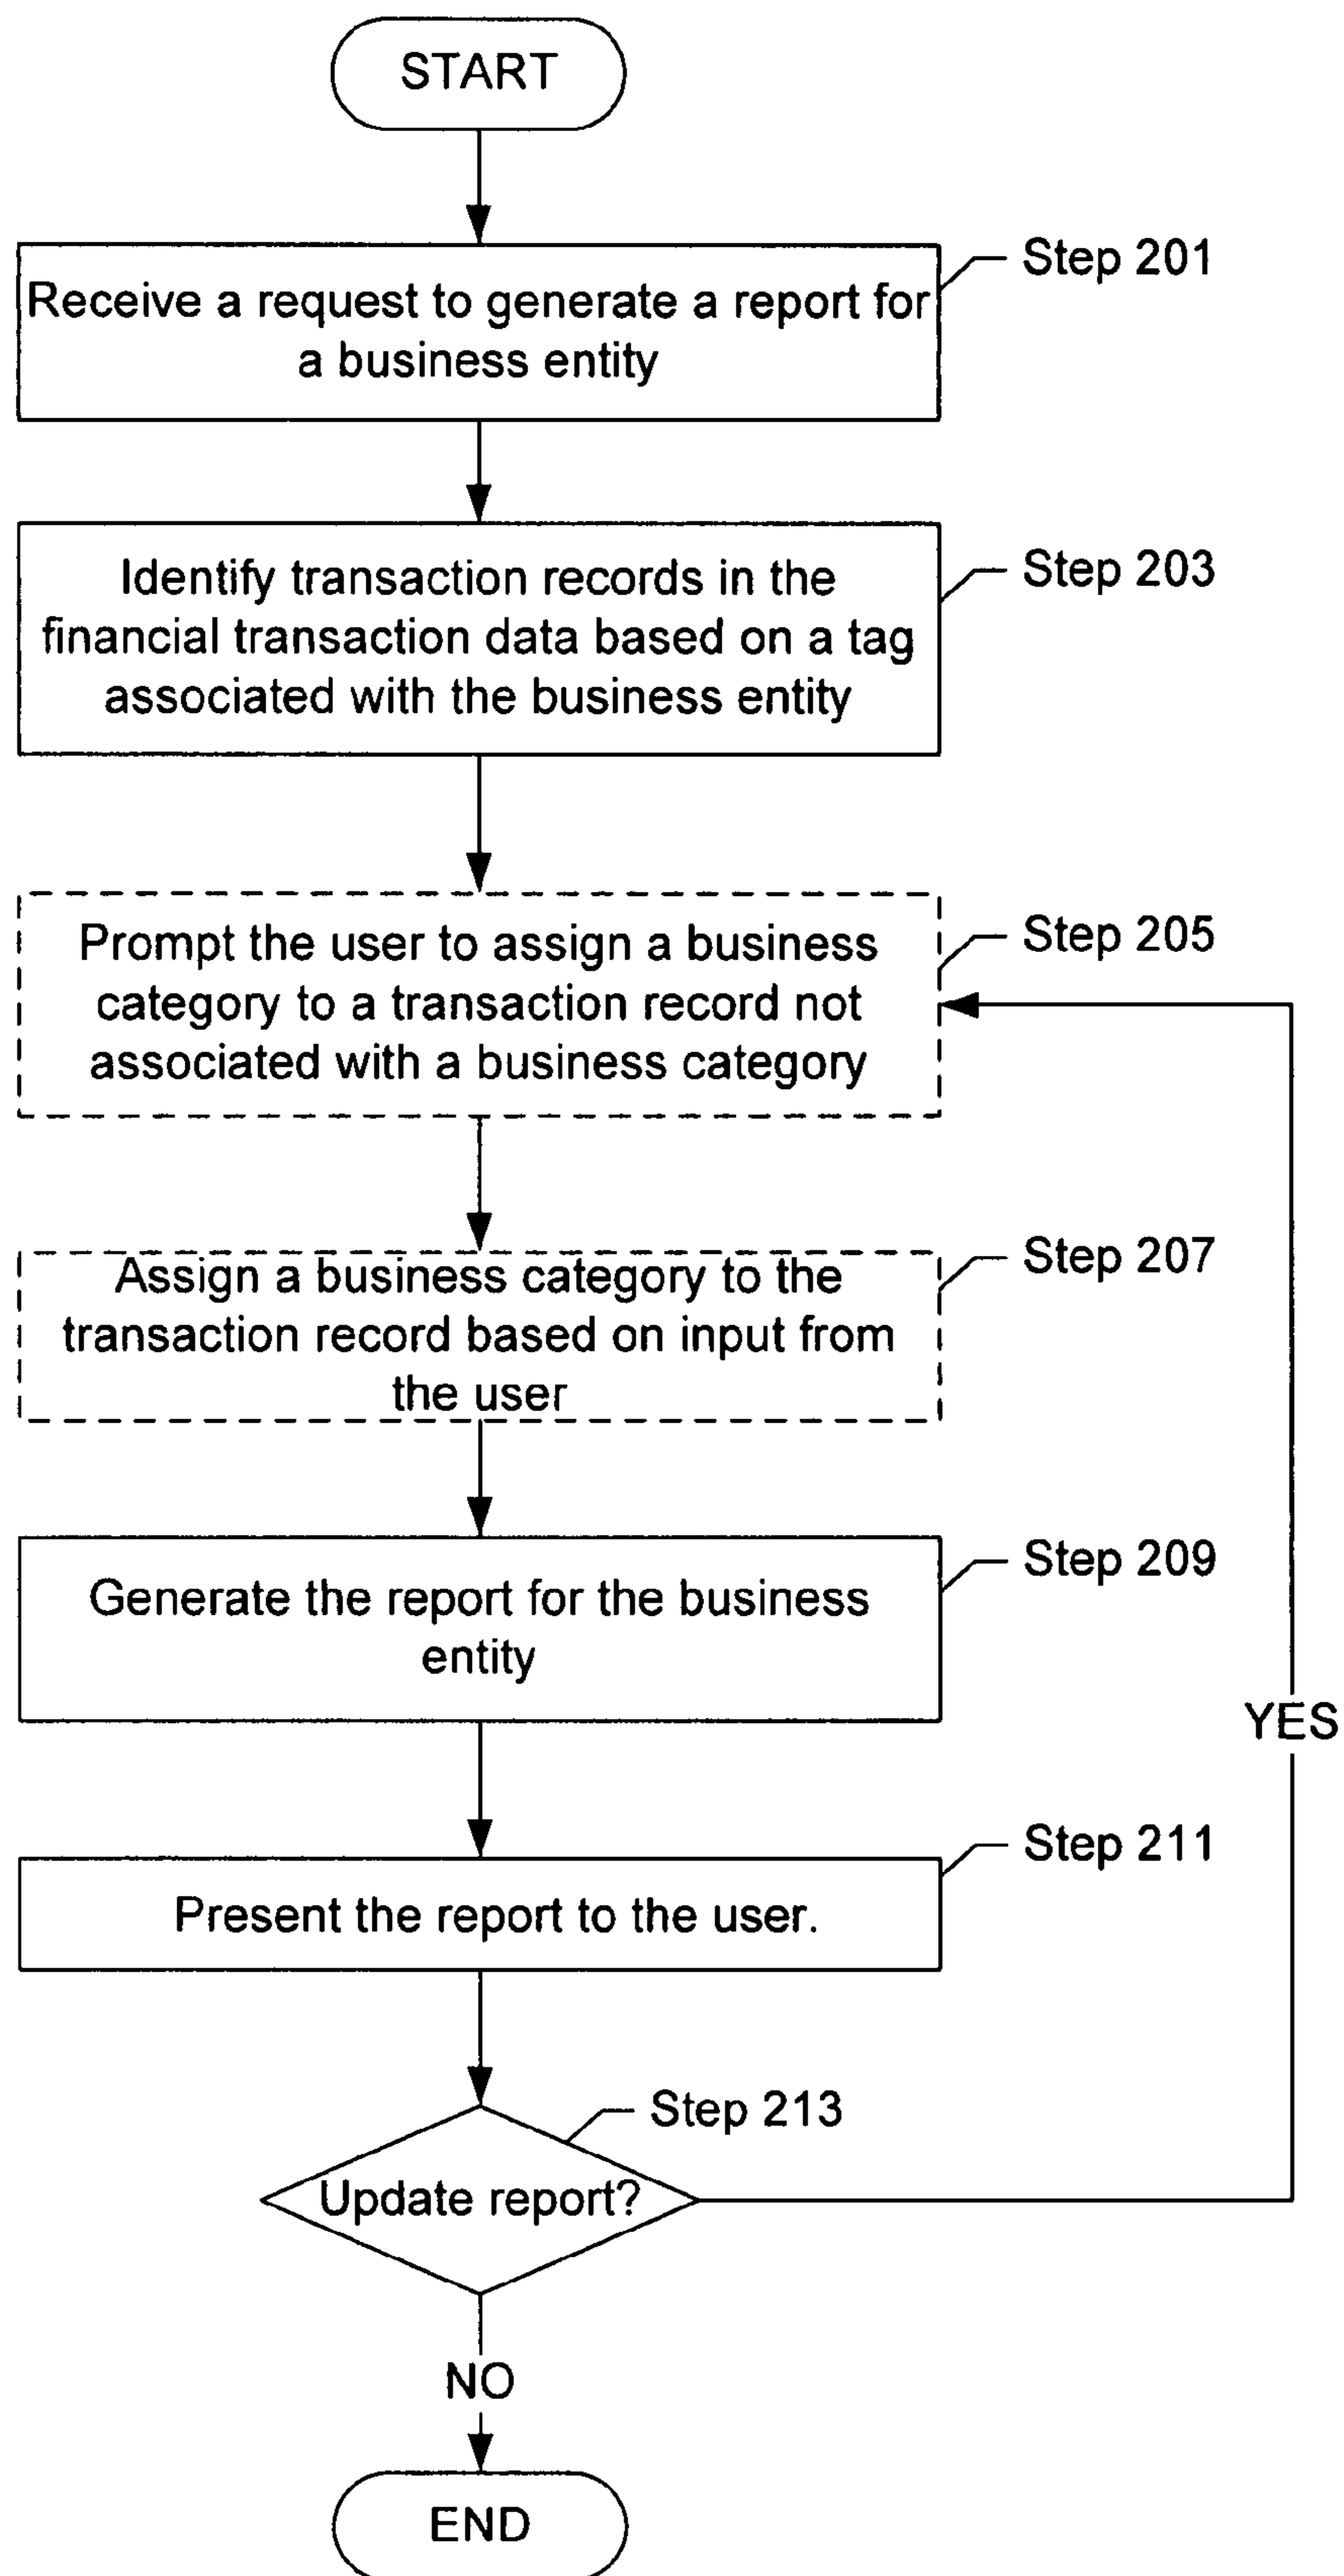 START
Step 201
Receive a request to generate a report for
a business entity
Step 203
Identify transaction records in the
financial transaction data based on a tag
associated with the business entity
Step 205
Prompt the user to assign a business
category to a transaction record not
associated with a business category
Step 207
Assign a business category to the
transaction record based on input from
the user
Step 209
Generate the report for the business
entity
YES
Step 211
Present the report to the user.
Step 213
Update report?
NO
END